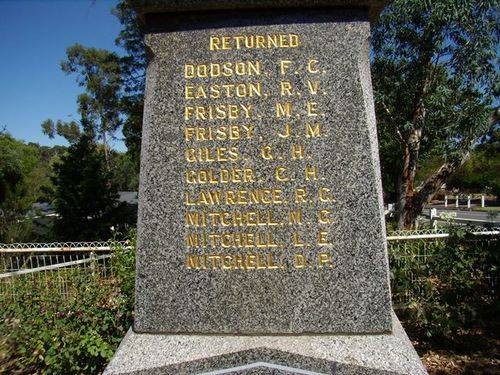 RETURNED
DODSON. F. C.
EASTON. R. V.
FRISBY. M. E.
FRISBY. J. M.
GILES. G. H.
GOLDER. C. H.
LAWRENCE. R. G.
MITCHELL. M. G.
MITCHELL. L. E.
MITCHELL. D. P.